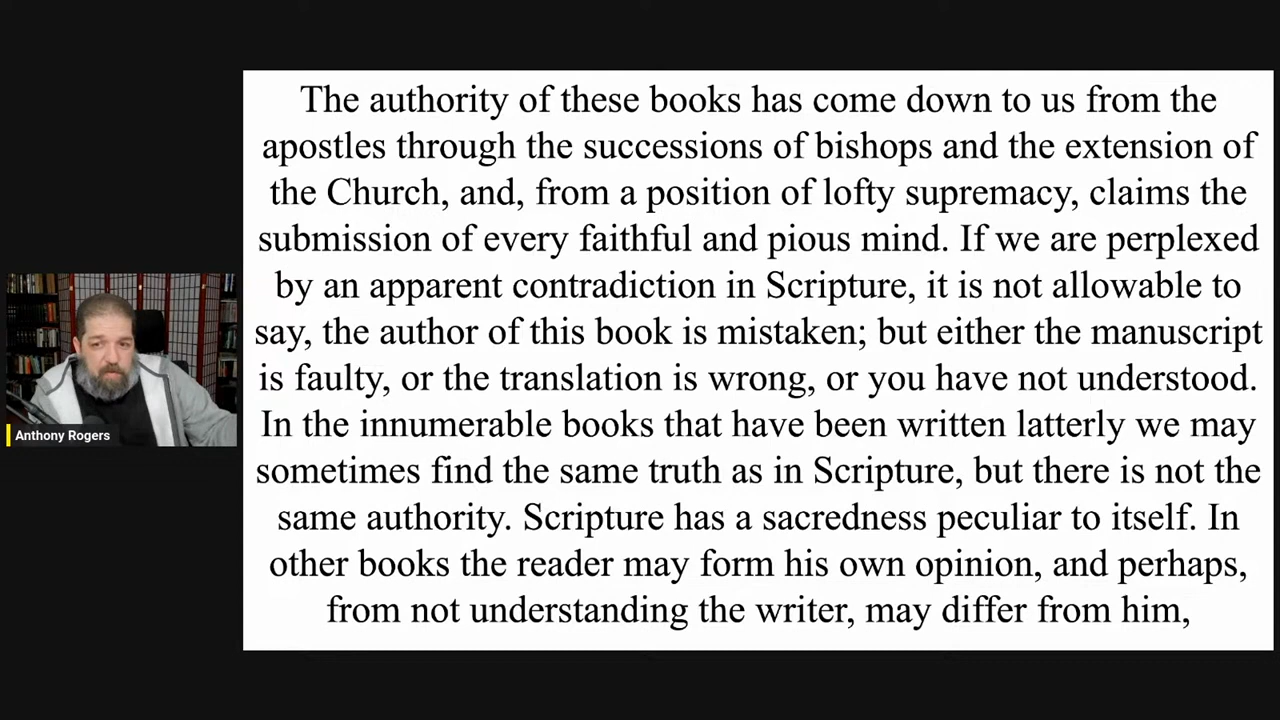 The authority of these books has come down to us from the
apostles through the successions of bishops and the extension of
the Church, and, from a position of lofty supremacy, claims the
submission of every faithful and pious mind. If we are perplexed
by an apparent contradiction in Scripture, it is not allowable to
say, the author of this book is mistaken; but either the manuscript
is faulty, or the translation is wrong, or you have not understood.
In the innumerable books that have been written latterly we may
sometimes find the same truth as in Scripture, but there is not the
same authority. Scripture has a sacredness peculiar to itself. In
other books the reader may form his own opinion, and perhaps,
from not understanding the writer, may differ from him,
Anthony Rogers